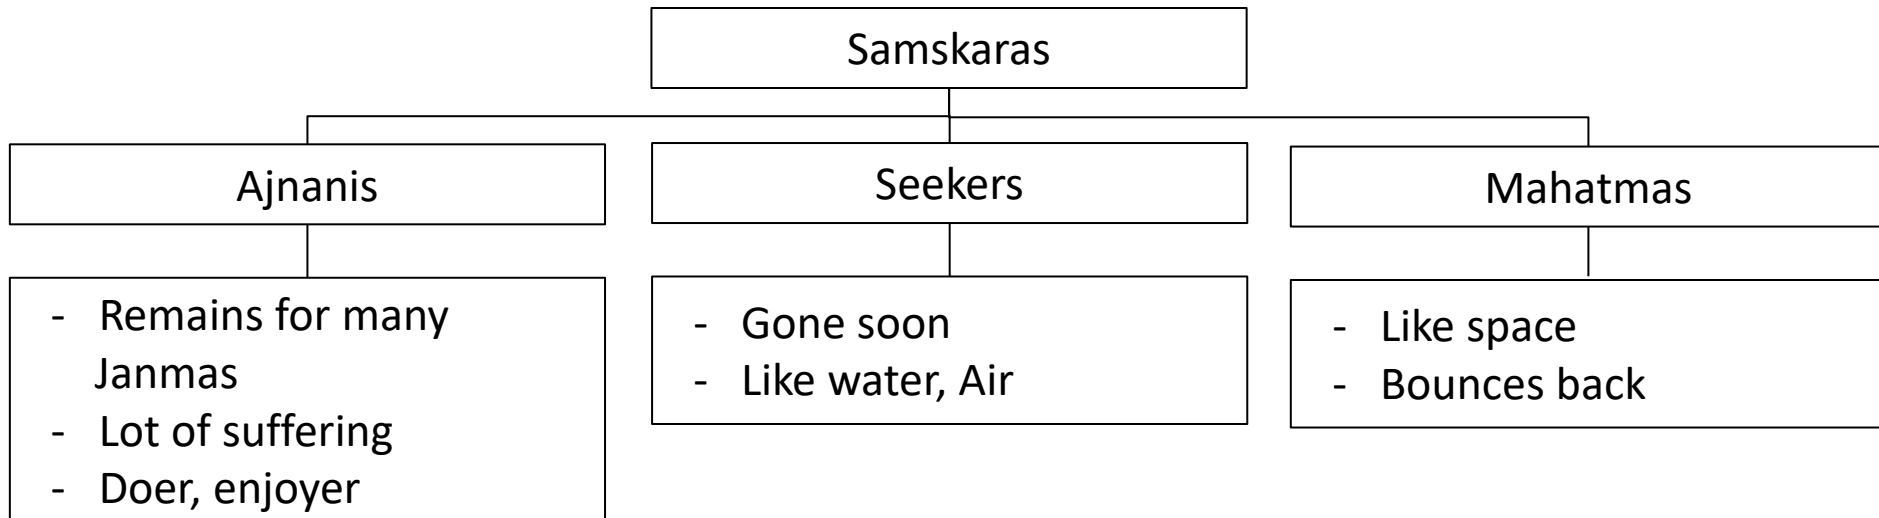 Samskaras
Ajnanis
Seekers
Mahatmas
- Remains for many
Janmas
- Lot of suffering
- Doer, enjoyer
- Gone soon
- Like water, Air
- Like space
- Bounces back